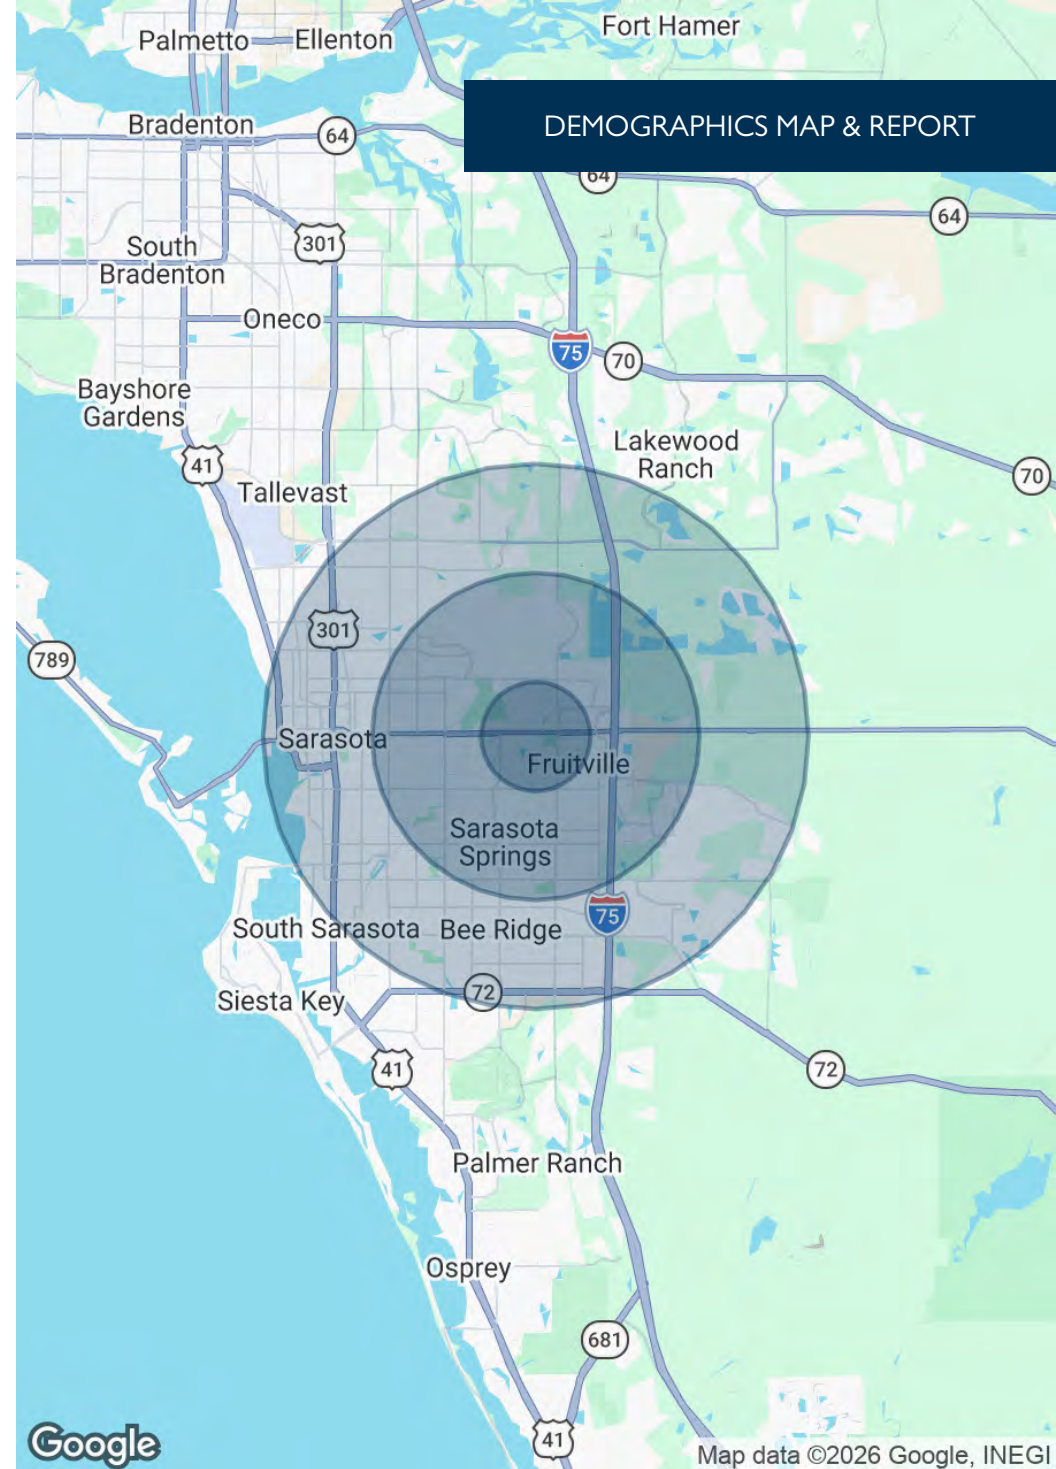 Fort Hamer
Palmetto
Ellenton
DEMOGRAPHICS MAP & REPORT
Bradenton
64
64
64
301
South
Bradenton
Oneco
75
70
Bayshore
Gardens
Lakewood
Ranch
41
70
Tallevast
301
789
Sarasota
Fruitville
Sarasota
Springs
75
South Sarasota
Bee Ridge
72
Siesta Key
41
72
Palmer Ranch
Osprey
681
41
Google
Map data ©2026 Google, INEGI